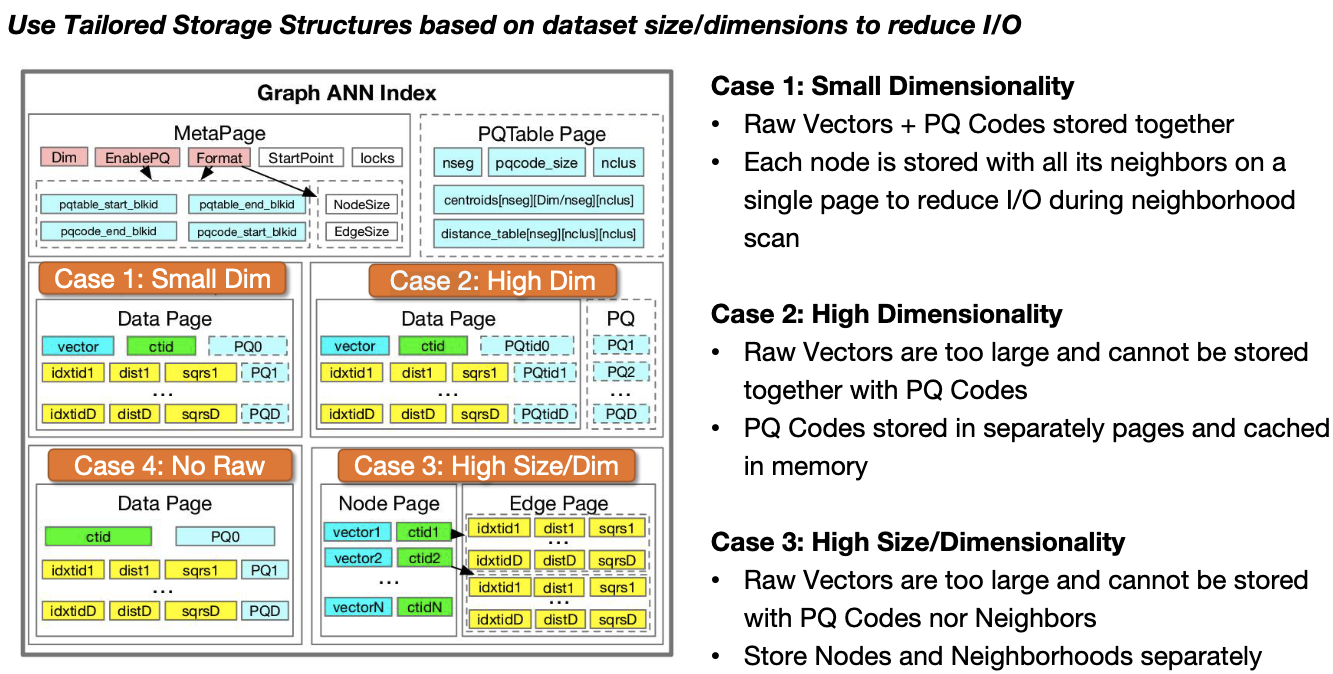 Use Tailored Storage Structures based on dataset size/dimensions to reduce I/O
Graph ANN Index
MetaPage
Dim EnablePQ Format StartPoint locks
pqtable_start_blkid pqtable_end_blkid NodeSize
pqcode_end_blkid pqcode_start_blkid EdgeSize
PQTable Page
nseg pqcode_size nclus
centroids[nseg][Dim/nseg][nclus]
distance_table[nseg][nclus][nclus]
Case 1: Small Dim
Data Page
vector ctid PQ0
idxtid1 dist1 sqrs1 PQ1
...
idxtidD distD sqrsD PQD
Case 2: High Dim
Data Page
vector ctid PQtid0
idxtid1 dist1 sqrs1 PQtid1
...
idxtidD distD sqrsD PQtidD
PQ
PQ1
PQ2
...
PQD
Case 4: No Raw
Data Page
ctid PQ0
idxtid1 dist1 sqrs1 PQ1
...
idxtidD distD sqrsD PQD
Case 3: High Size/Dim
Node Page
vector1 ctid1
vector2 ctid2
...
vectorN ctidN
Edge Page
idxtid1 dist1 sqrs1
...
idxtidD distD sqrsD
idxtid1 dist1 sqrs1
...
idxtidD distD sqrsD
Case 1: Small Dimensionality
• Raw Vectors + PQ Codes stored together
• Each node is stored with all its neighbors on a
single page to reduce I/O during neighborhood
scan
Case 2: High Dimensionality
• Raw Vectors are too large and cannot be stored
together with PQ Codes
• PQ Codes stored in separately pages and cached
in memory
Case 3: High Size/Dimensionality
• Raw Vectors are too large and cannot be stored
with PQ Codes nor Neighbors
• Store Nodes and Neighborhoods separately